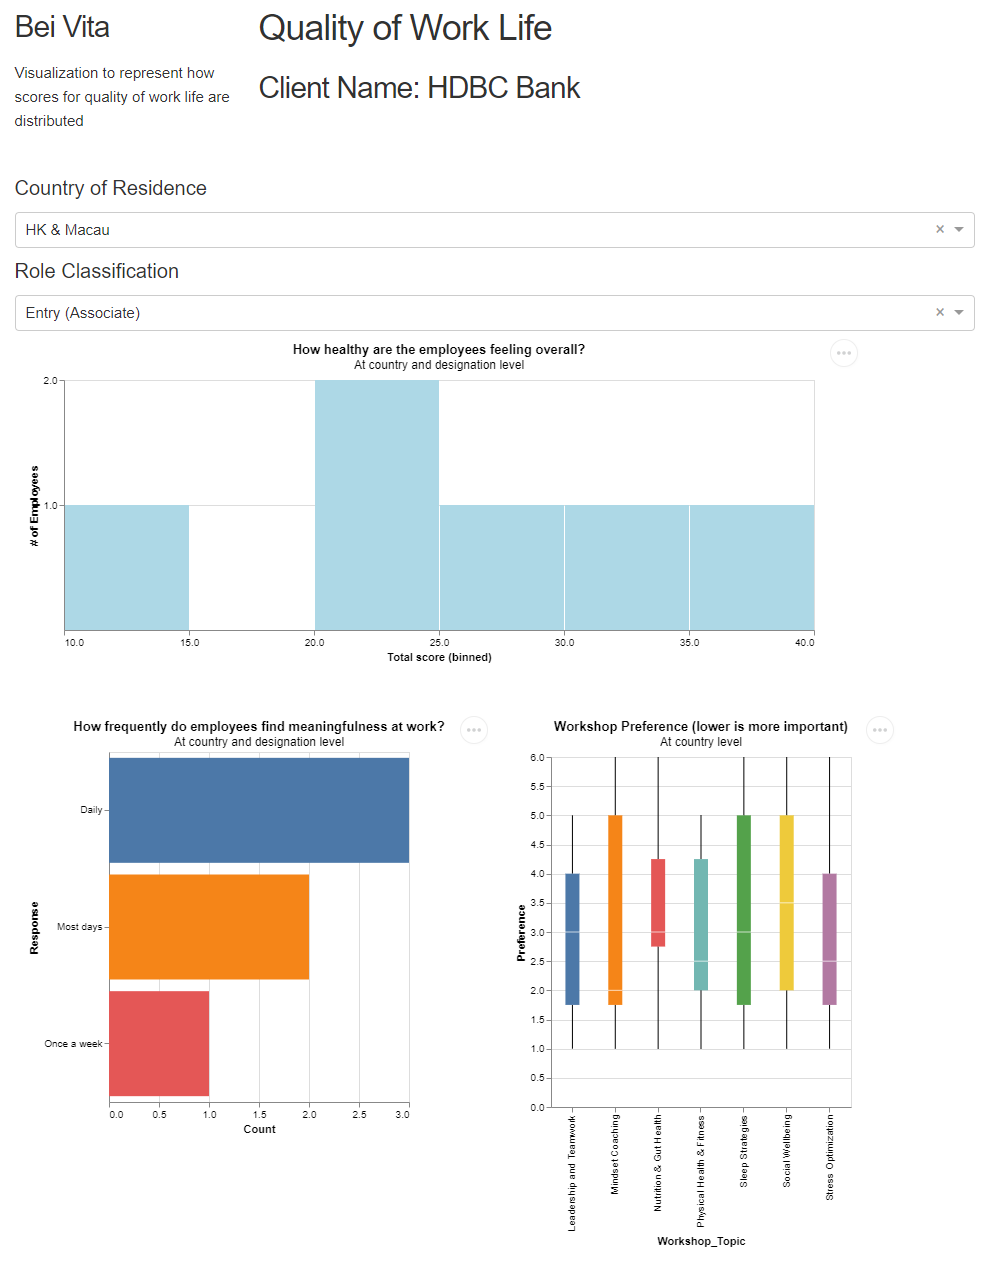 Bei Vita
Visualization to represent how
scores for quality of work life are
distributed
Quality of Work Life
Client Name: HDBC Bank
Country of Residence
HK & Macau
×
Role Classification
Entry (Associate)
×
How healthy are the employees feeling overall?
At country and designation level
# of Employees
2.0
1.0
10.0 15.0 20.0 25.0 30.0 35.0 40.0
Total score (binned)
How frequently do employees find meaningfulness at work?
At country and designation level
Response
Daily
Most days
Once a week
0.0 0.5 1.0 1.5 2.0 2.5 3.0
Count
Workshop Preference (lower is more important)
At country level
Preference
6.0
5.5
5.0
4.5
4.0
3.5
3.0
2.5
2.0
1.5
1.0
0.5
0.0
Leadership and Teamwork
Mindset Coaching
Nutrition & Gut Health
Physical Health & Fitness
Sleep Strategies
Social Wellbeing
Stress Optimization
Workshop_Topic